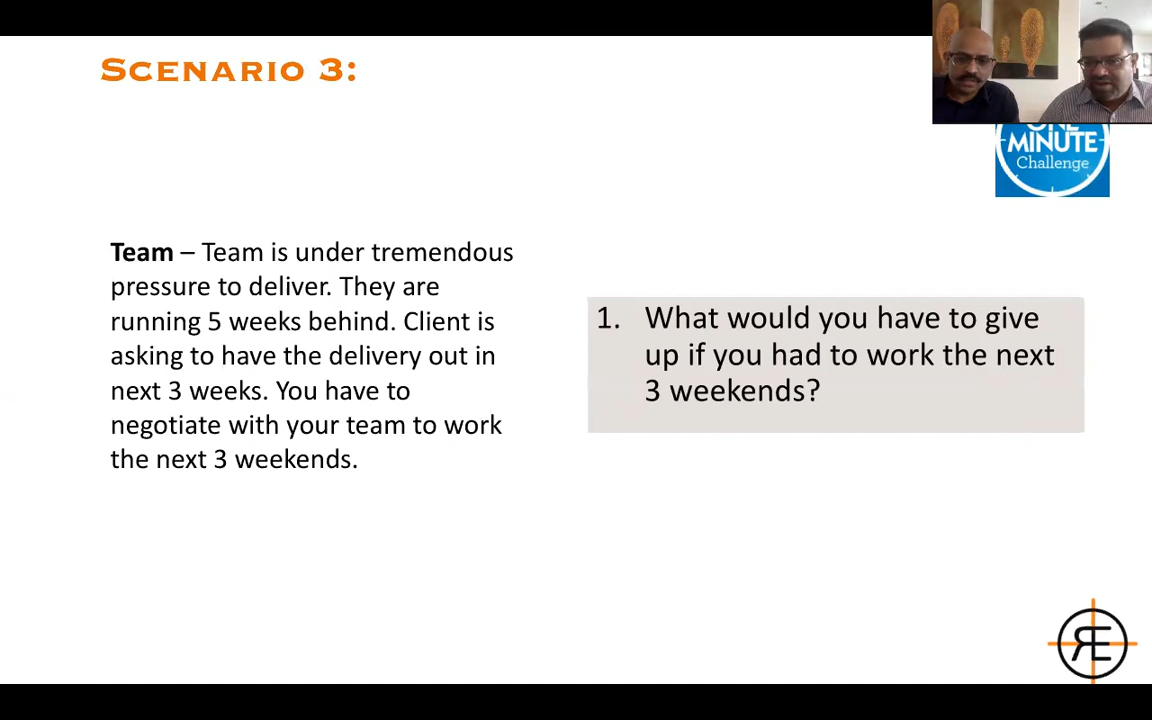 SCENARIO 3:
ONE
MINUTE
Challenge
Team – Team is under tremendous
pressure to deliver. They are
running 5 weeks behind. Client is
asking to have the delivery out in
next 3 weeks. You have to
negotiate with your team to work
the next 3 weekends.
1. What would you have to give
up if you had to work the next
3 weekends?
RE